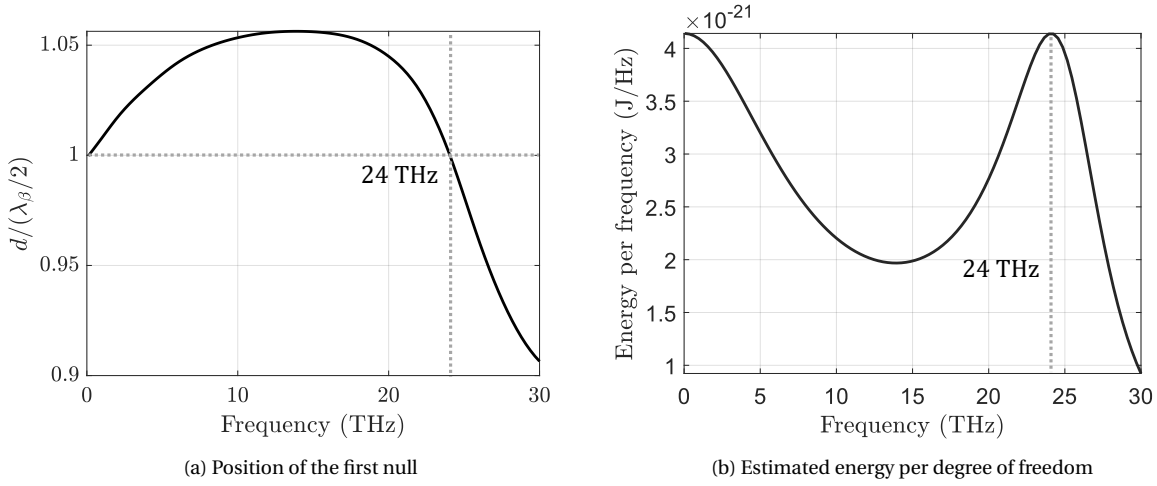 1.05
1
0.95
0.9
0
10
20
30
24 THz
d/(λβ/2)
Frequency (THz)
(a) Position of the first null
×10-21
4
3.5
3
2.5
2
1.5
1
0
5
10
15
20
25
30
24 THz
Energy per frequency (J/Hz)
Frequency (THz)
(b) Estimated energy per degree of freedom